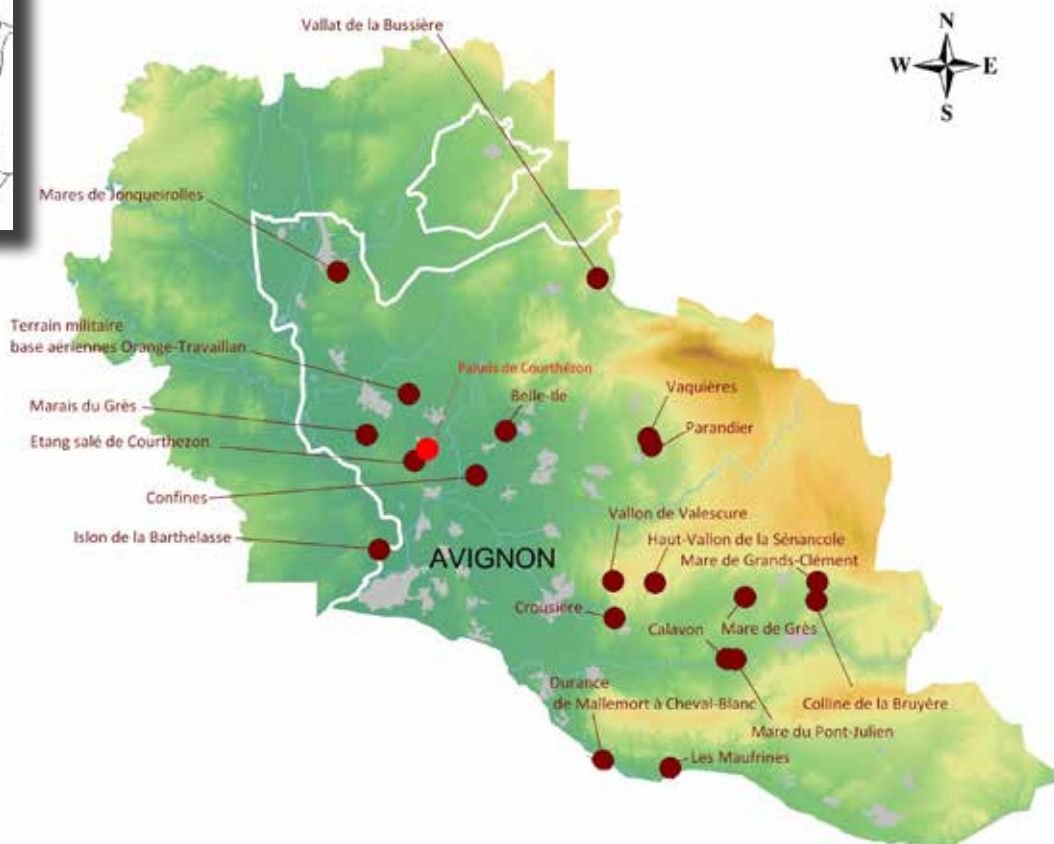 Vallat de la Bussière
N
W E
S
Mares de Jonqueirolles
Terrain militaire
base aériennes Orange-Travaillan
Paluds de Courthézon
Belle-Ile
Vaquières
Marais du Grès
Parandier
Etang salé de Courthezon
Confines
Vallon de Valescure
Islon de la Barthelasse
Haut-Vallon de la Sénancole
AVIGNON
Mare de Grands-Clément
Crousière
Calavon
Mare de Grès
Durance
de Mallemort à Cheval-Blanc
Colline de la Bruyère
Mare du Pont-Julien
Les Maufrines